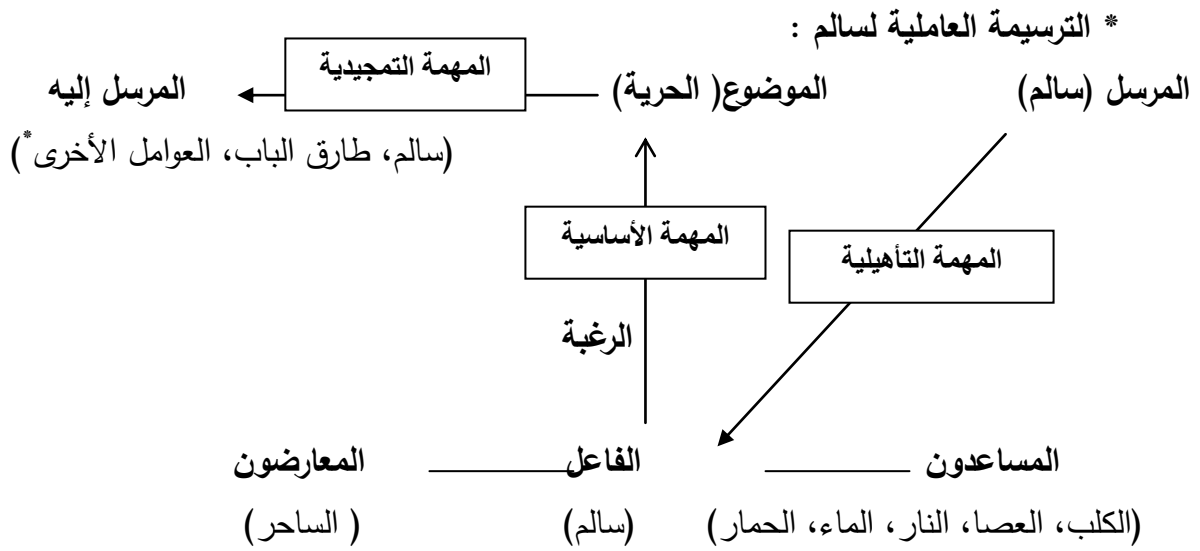 * الترسيمة العاملية لسالم :
المرسل (سالم) الموضوع( الحرية) المهمة التمجيدية المرسل إليه
(سالم، طارق الباب، العوامل الأخرى*)
المهمة التأهيلية المهمة الأساسية
الرغبة
المساعدون الفاعل المعارضون
(الكلب، العصا، النار، الماء، الحمار) (سالم) ( الساحر)